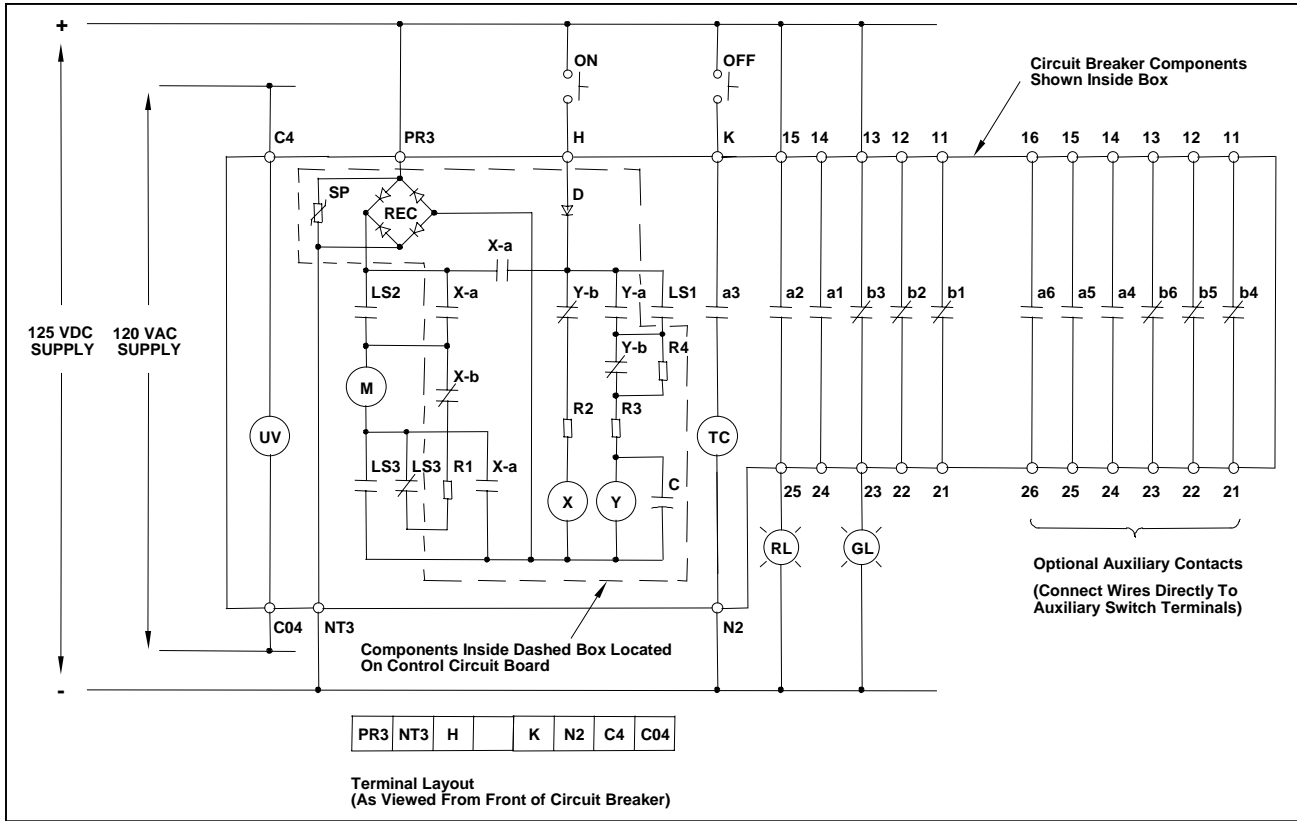 +
ON
OFF
Circuit Breaker Components
Shown Inside Box
C4
PR3
H
K
15
14
13
12
11
16
15
14
13
12
11
SP
REC
D
X-a
LS2
X-a
Y-b
Y-a
LS1
a3
a2
a1
b3
b2
b1
a6
a5
a4
b6
b5
b4
125 VDC
SUPPLY
120 VAC
SUPPLY
Y-b
R4
M
X-b
R2
R3
UV
TC
LS3
LS3
R1
X-a
C
X
Y
25
24
23
22
21
26
25
24
23
22
21
RL
GL
Optional Auxiliary Contacts
(Connect Wires Directly To
Auxiliary Switch Terminals)
C04
NT3
N2
Components Inside Dashed Box Located
On Control Circuit Board
-
PR3 NT3 H K N2 C4 C04
Terminal Layout
(As Viewed From Front of Circuit Breaker)